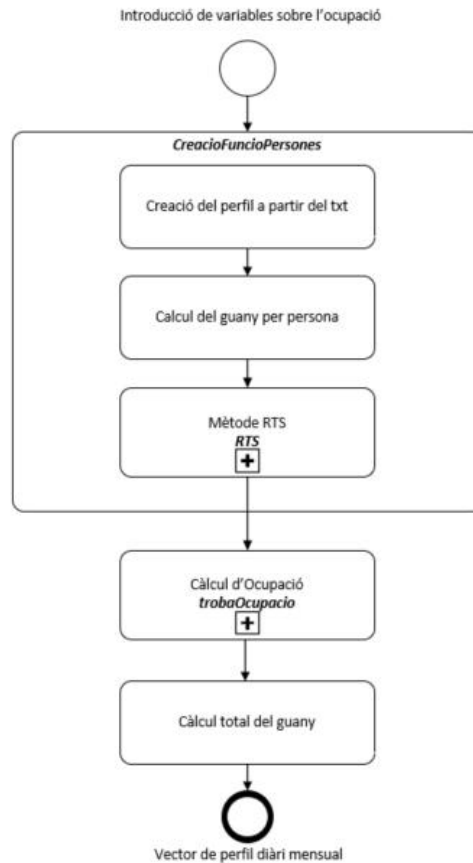 Introducció de variables sobre l'ocupació
CreacioFuncioPersones
Creació del perfil a partir del txt
Calcul del guany per persona
Mètode RTS
RTS
Càlcul d'Ocupació
trobaOcupacio
Càlcul total del guany
Vector de perfil diàri mensual